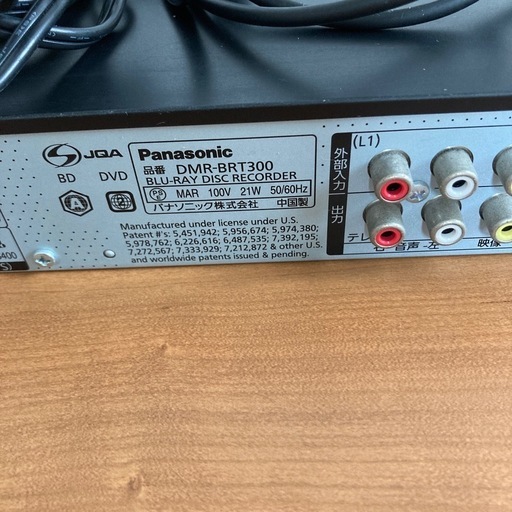 JQA Panasonic
品番 DMR-BRT300
BD DVD BLU-RAY DISC RECORDER
MAR 100V 21W 50/60Hz
パナソニック株式会社 中国製
A
Manufactured under license under U.S.
Patent #'s: 5,451,942; 5,956,674; 5,974,380;
5,978,762; 6,226,616; 6,487,535; 7,392,195;
7,272,567; 7,333,929; 7,212,872 & other U.S.
and worldwide patents issued & pending.
(L1)
外部入力
出力
右-音声-左
映像
400